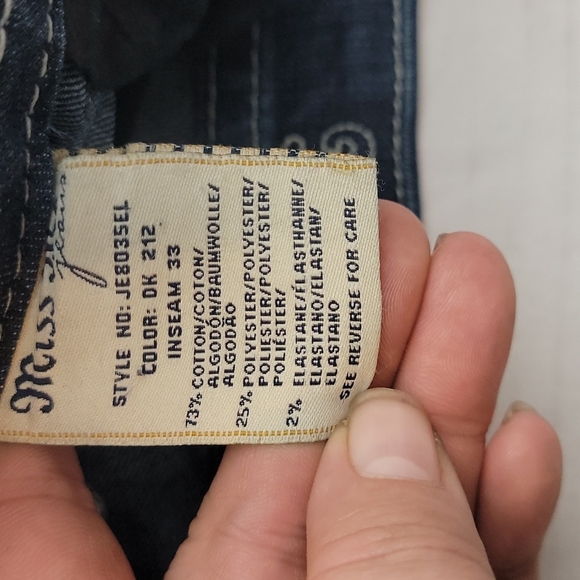 Miss
jeans
STYLE NO: JE8035EL
COLOR: DK 212
INSEAM 33
73% COTTON/COTON/
ALGODÓN/BAUMWOLLE/
ALGODÃO
25% POLYESTER/POLYESTER/
POLIÉSTER/POLYESTER/
POLIÉSTER/
2% ELASTANE/ÉLASTHANNE/
ELASTANO/ELASTAN/
ELASTANO
SEE REVERSE FOR CARE